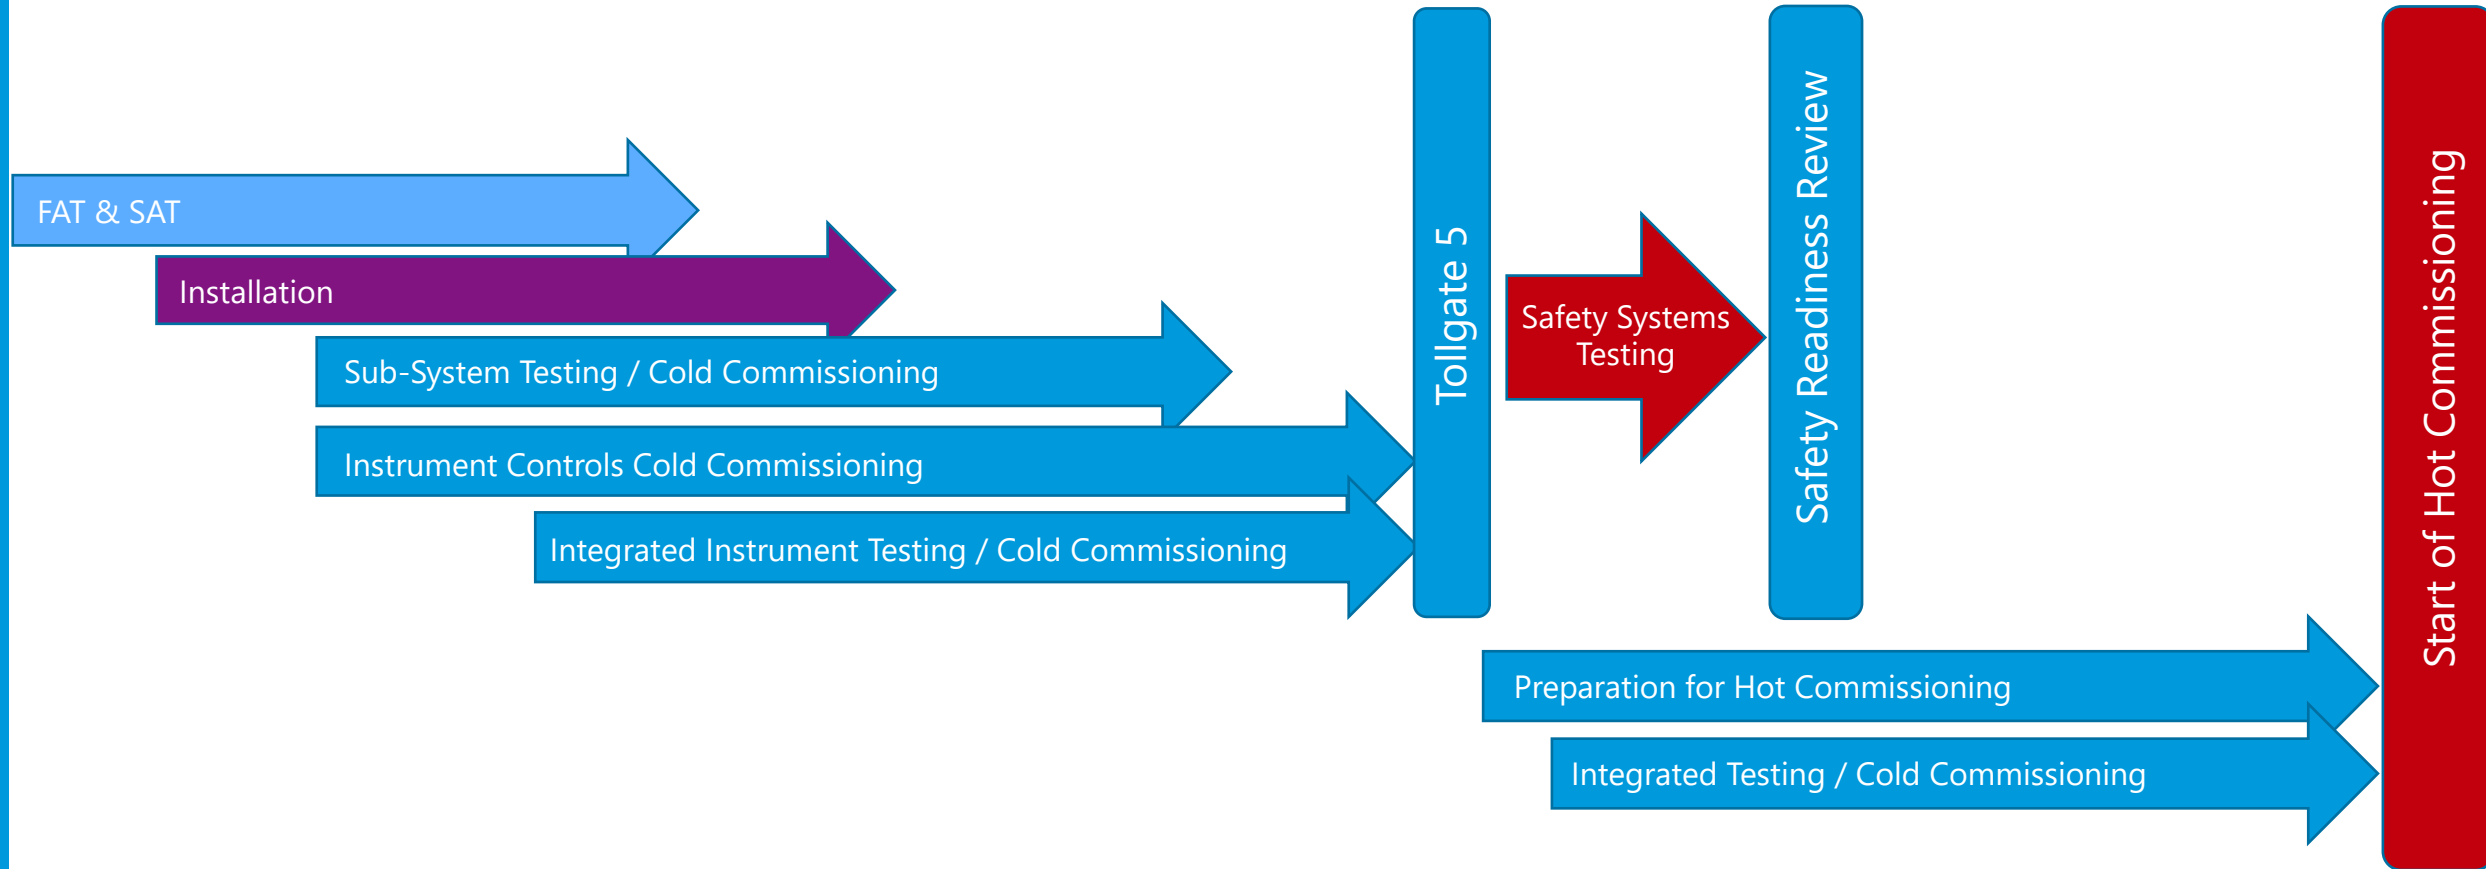 FAT & SAT
Installation
Sub-System Testing / Cold Commissioning
Instrument Controls Cold Commissioning
Integrated Instrument Testing / Cold Commissioning
Tollgate 5
Safety Systems
Testing
Safety Readiness Review
Preparation for Hot Commissioning
Integrated Testing / Cold Commissioning
Start of Hot Commissioning